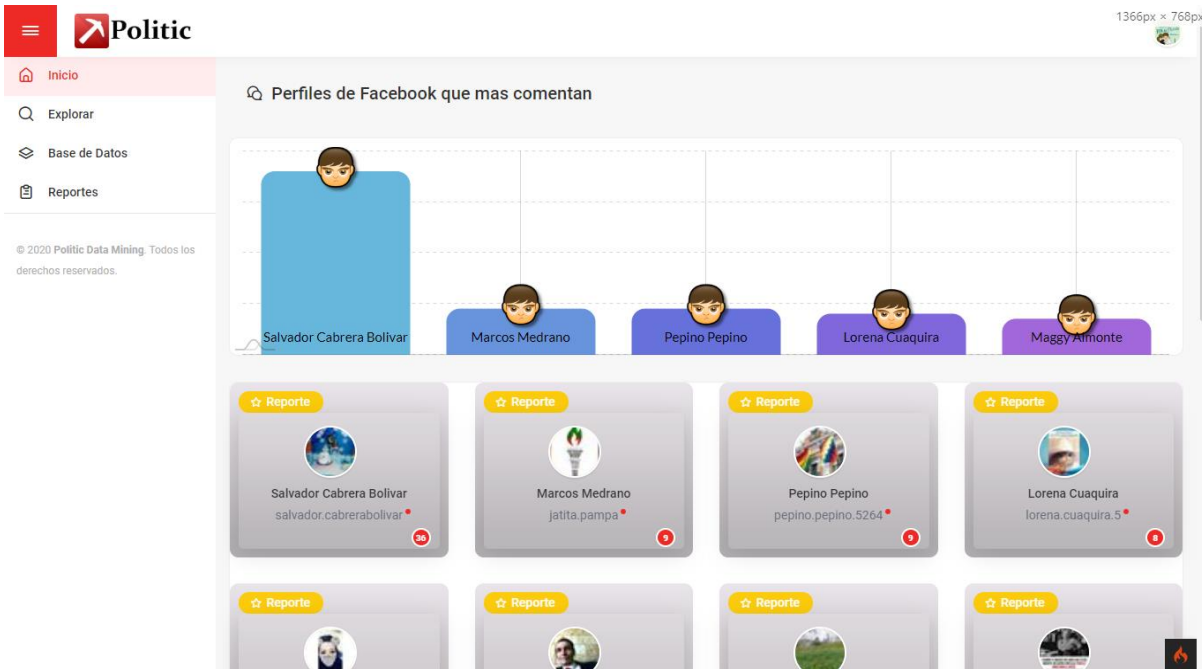 1366px × 768px
Politic
Inicio
Explorar
Base de Datos
Reportes
© 2020 Politic Data Mining. Todos los
derechos reservados.
Perfiles de Facebook que mas comentan
Salvador Cabrera Bolivar
Marcos Medrano
Pepino Pepino
Lorena Cuaquira
Maggy Almonte
Reporte
Salvador Cabrera Bolivar
salvador.cabrerabolivar
36
Reporte
Marcos Medrano
jatita.pampa
9
Reporte
Pepino Pepino
pepino.pepino.5264
9
Reporte
Lorena Cuaquira
lorena.cuaquira.5
8
Reporte
Reporte
Reporte
Reporte